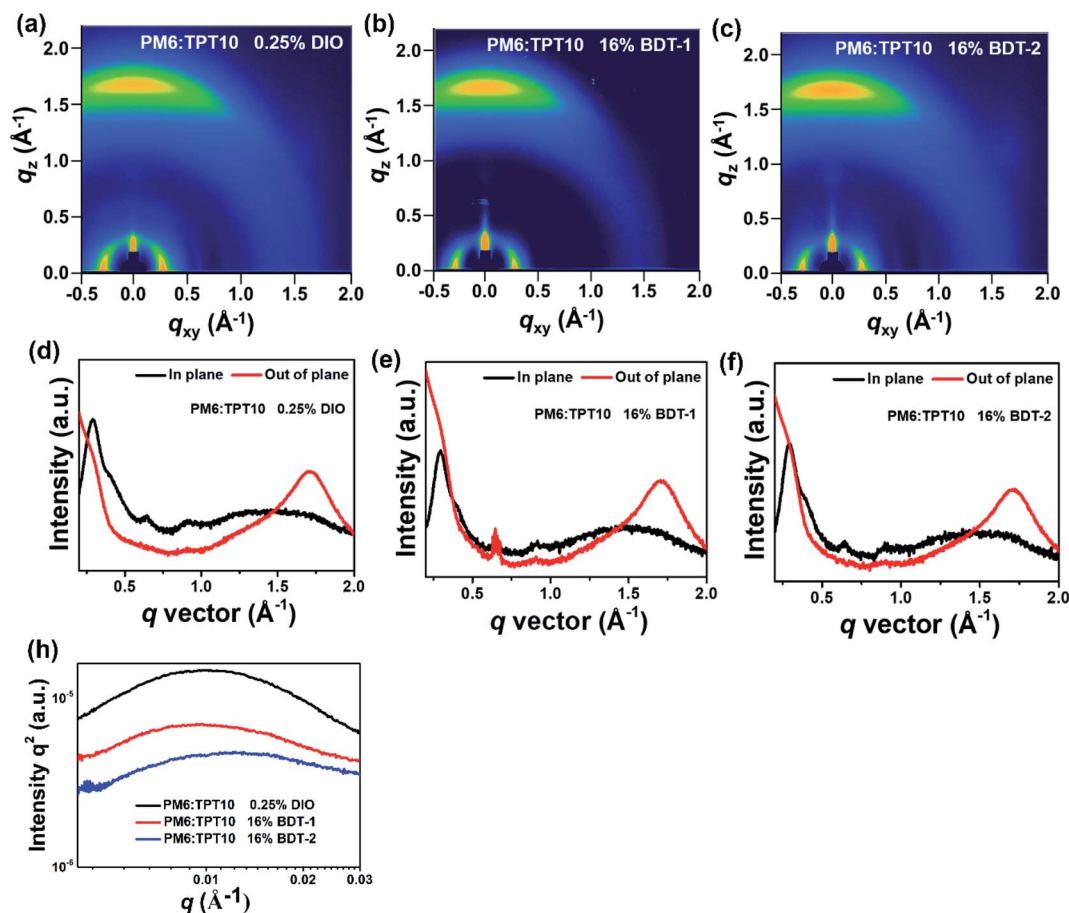 (a)
PM6:TPT10 0.25% DIO
2.0
1.5
1.0
0.5
0.0
qz (Å-1)
-0.5 0.0 0.5 1.0 1.5 2.0
qxy (Å-1)
(b)
PM6:TPT10 16% BDT-1
2.0
1.5
1.0
0.5
0.0
qz (Å-1)
-0.5 0.0 0.5 1.0 1.5 2.0
qxy (Å-1)
(c)
PM6:TPT10 16% BDT-2
2.0
1.5
1.0
0.5
0.0
qz (Å-1)
-0.5 0.0 0.5 1.0 1.5 2.0
qxy (Å-1)
(d)
In plane Out of plane
PM6:TPT10 0.25% DIO
Intensity (a.u.)
0.5 1.0 1.5 2.0
q vector (Å-1)
(e)
In plane Out of plane
PM6:TPT10 16% BDT-1
Intensity (a.u.)
0.5 1.0 1.5 2.0
q vector (Å-1)
(f)
In plane Out of plane
PM6:TPT10 16% BDT-2
Intensity (a.u.)
0.5 1.0 1.5 2.0
q vector (Å-1)
(h)
10-5
10-6
Intensity q2 (a.u.)
PM6:TPT10 0.25% DIO
PM6:TPT10 16% BDT-1
PM6:TPT10 16% BDT-2
0.01 0.02 0.03
q (Å-1)